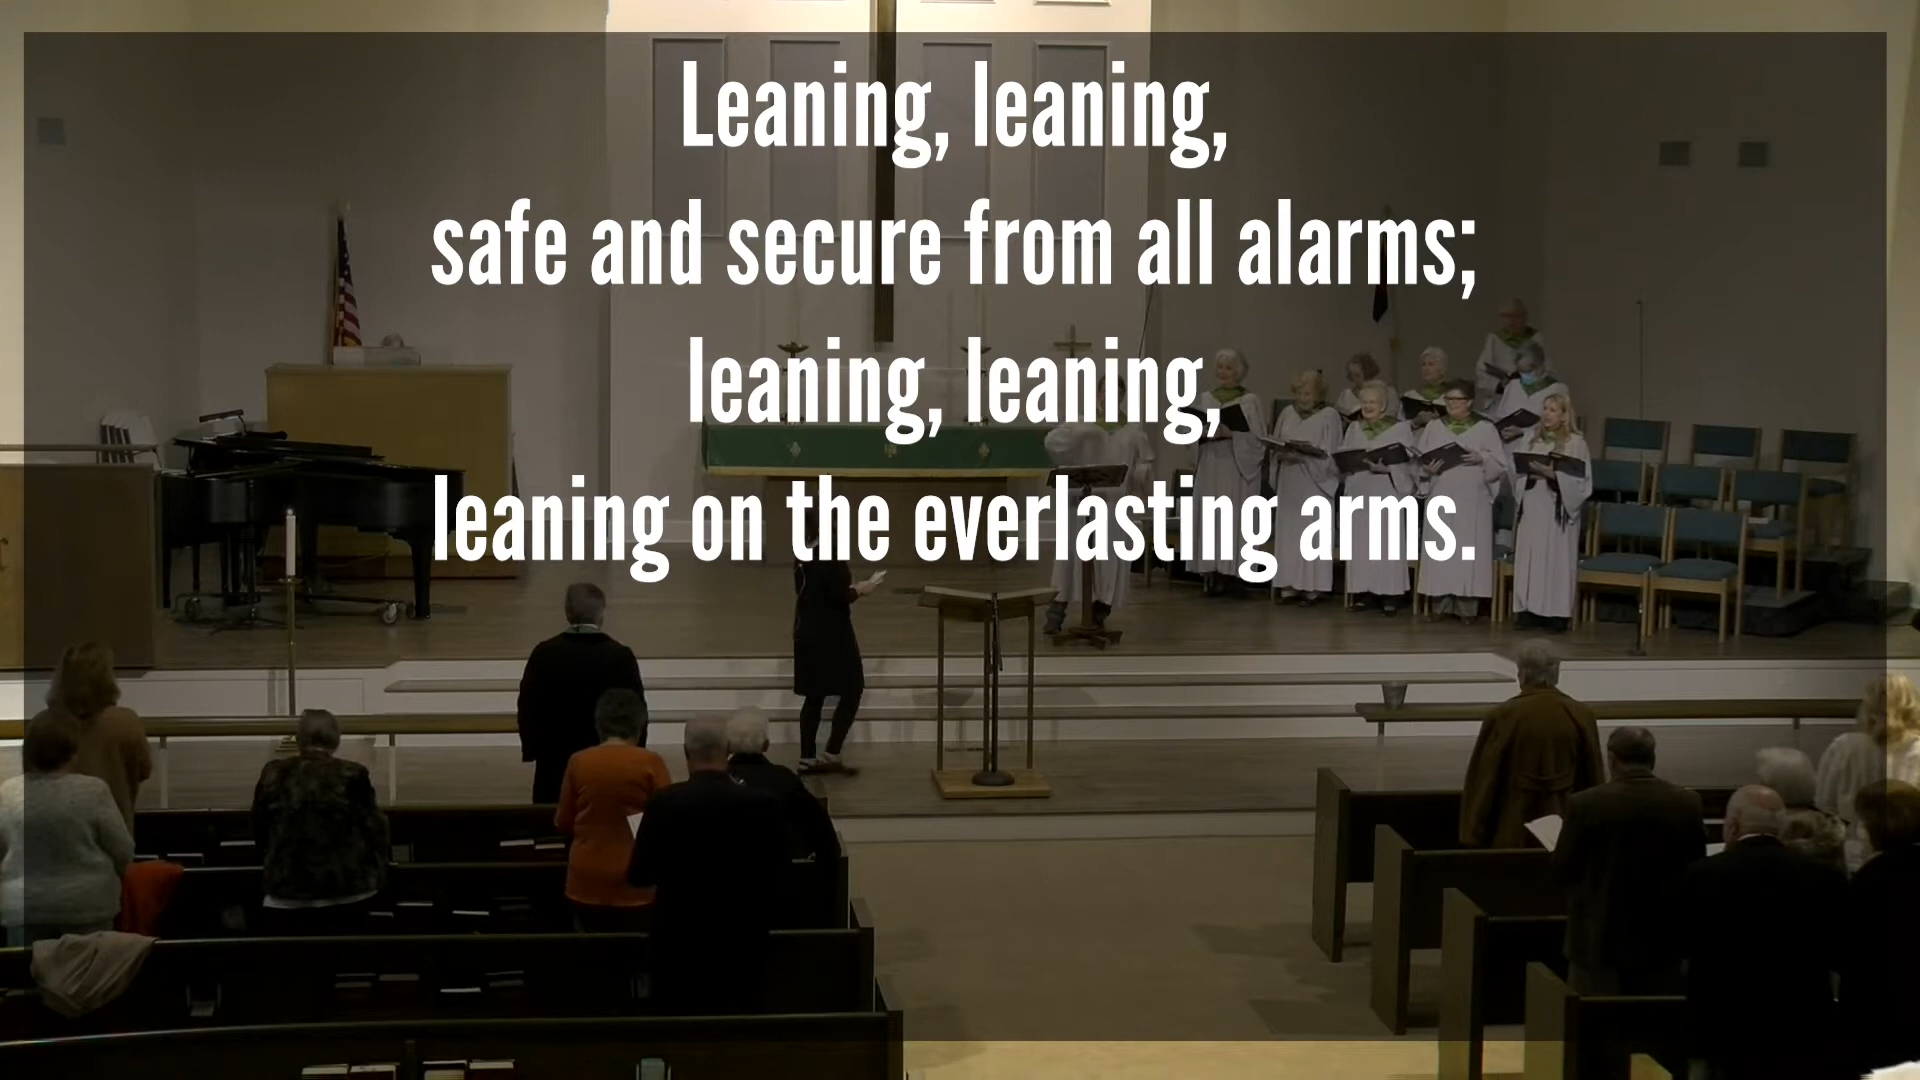 Leaning, leaning,
safe and secure from all alarms;
leaning, leaning,
leaning on the everlasting arms.